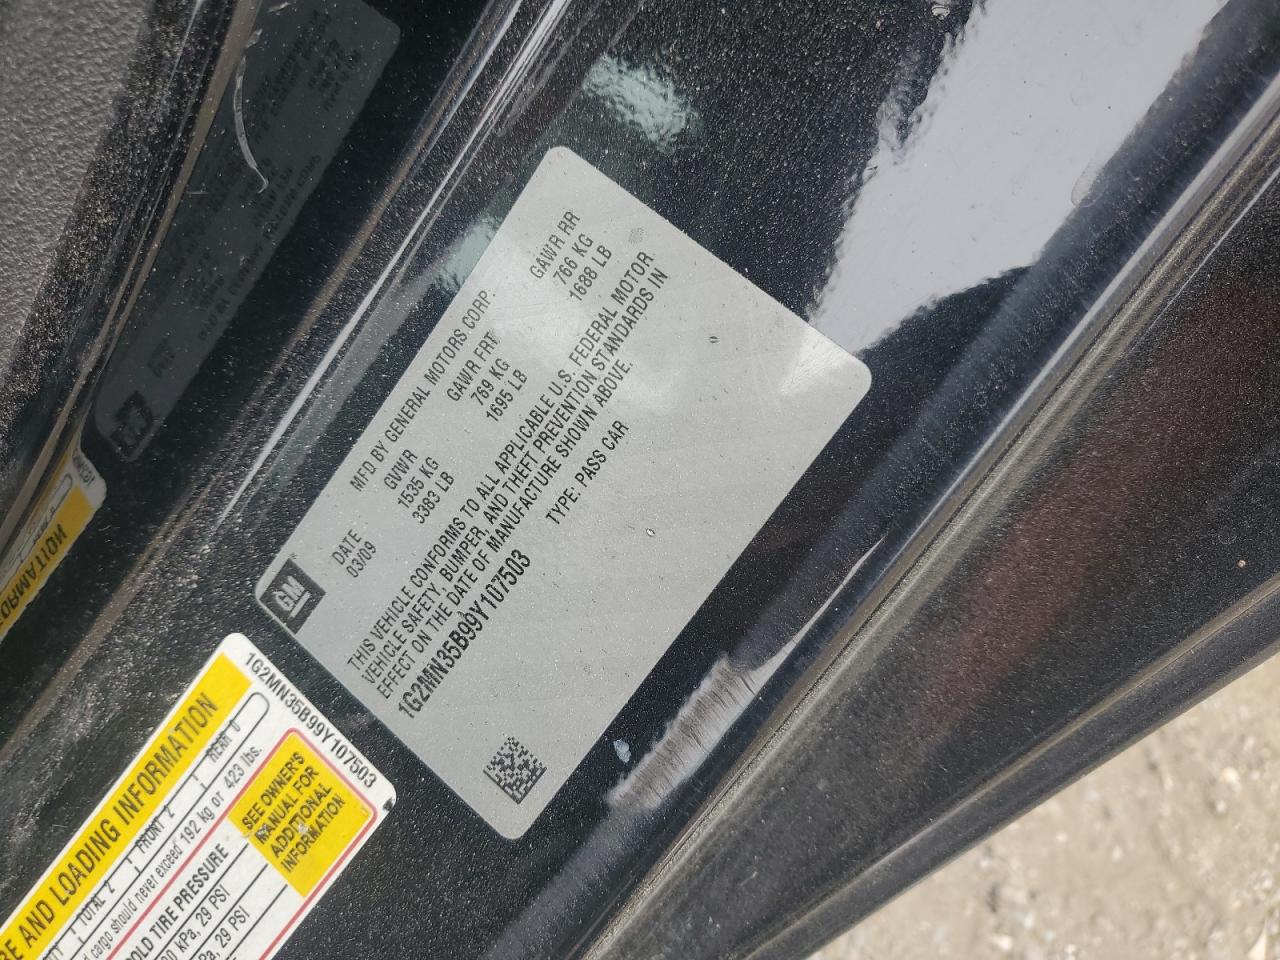 GM
MFD BY GENERAL MOTORS CORP.
DATE GVWR GAWR FRT GAWR RR
03/09 1535 KG 769 KG 766 KG
3383 LB 1695 LB 1688 LB
THIS VEHICLE CONFORMS TO ALL APPLICABLE U.S. FEDERAL MOTOR
VEHICLE SAFETY, BUMPER, AND THEFT PREVENTION STANDARDS IN
EFFECT ON THE DATE OF MANUFACTURE SHOWN ABOVE.
1G2MN35B99Y107503 TYPE: PASS CAR
1G2MN35B99Y107503
RE AND LOADING INFORMATION
TOTAL 2 FRONT 2 REAR 0
d cargo should never exceed 192 kg or 423 lbs.
COLD TIRE PRESSURE
kPa, 29 PSI
Pa, 29 PSI
SEE OWNER'S
MANUAL FOR
ADDITIONAL
INFORMATION